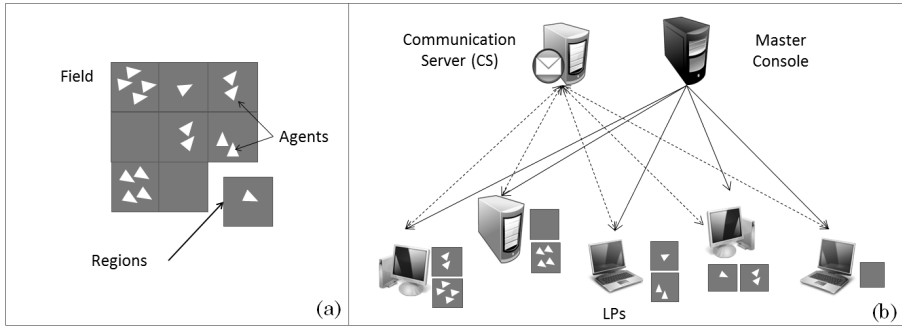 Field
Agents
Regions
(a)
Communication
Server (CS)
Master
Console
LPs
(b)